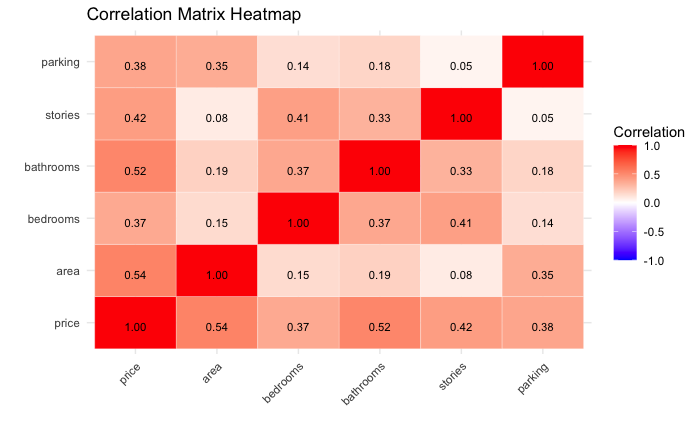 Correlation Matrix Heatmap
parking 0.38 0.35 0.14 0.18 0.05 1.00
stories 0.42 0.08 0.41 0.33 1.00 0.05
bathrooms 0.52 0.19 0.37 1.00 0.33 0.18
bedrooms 0.37 0.15 1.00 0.37 0.41 0.14
area 0.54 1.00 0.15 0.19 0.08 0.35
price 1.00 0.54 0.37 0.52 0.42 0.38
price area bedrooms bathrooms stories parking
Correlation
1.0
0.5
0.0
-0.5
-1.0